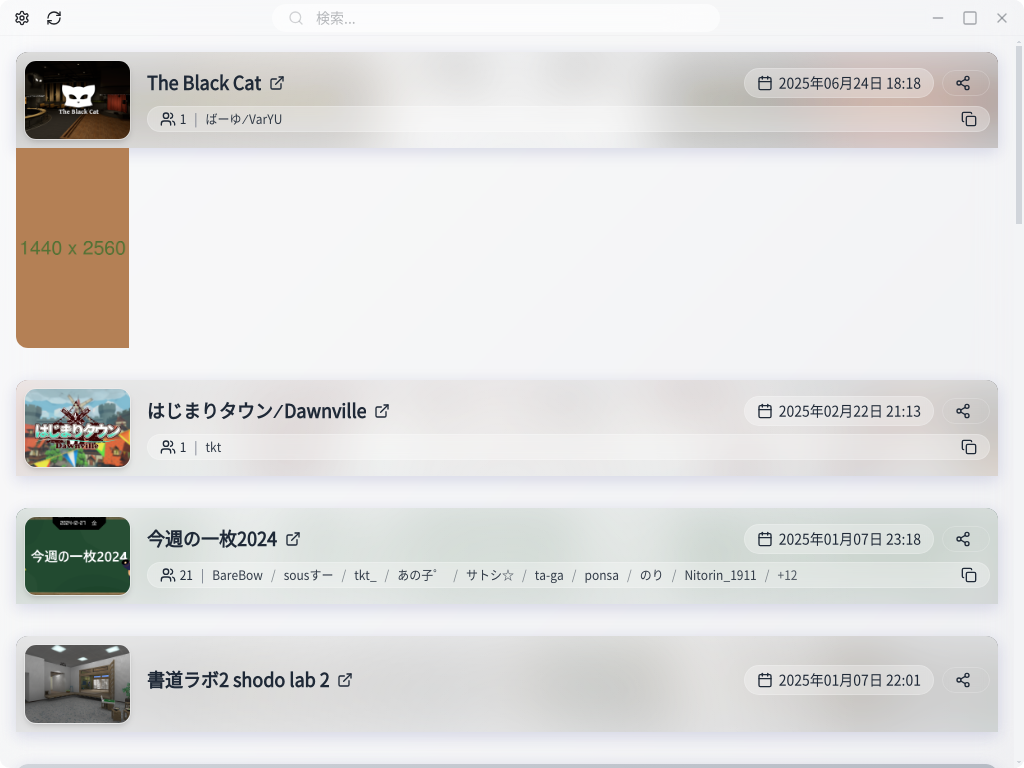 検索...
The Black Cat
2025年06月24日 18:18
The Black Cat
1 | ばーゆ/VarYU
1440 x 2560
はじまりタウン/Dawnville
2025年02月22日 21:13
はじまりタウン
Dawnville
1 | tkt
今週の一枚2024
2025年01月07日 23:18
今週の一枚2024
21 | BareBow / sousすー / tkt_ / あの子゜ / サトシ☆ / ta-ga / ponsa / のり / Nitorin_1911 / +12
書道ラボ2 shodo lab 2
2025年01月07日 22:01